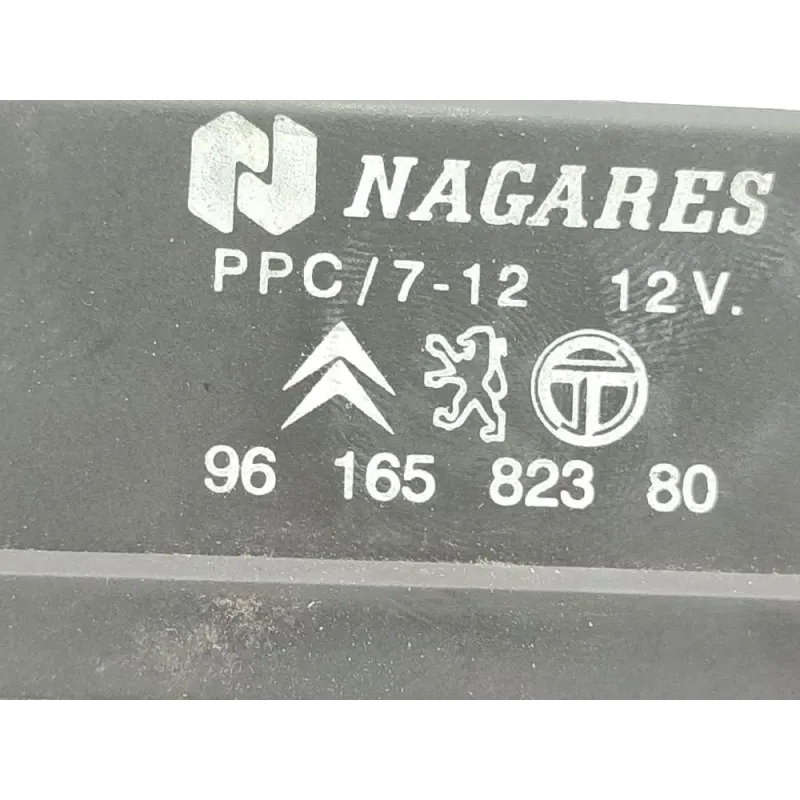 NAGARES
PPC/7-12 12V.
96 165 823 80